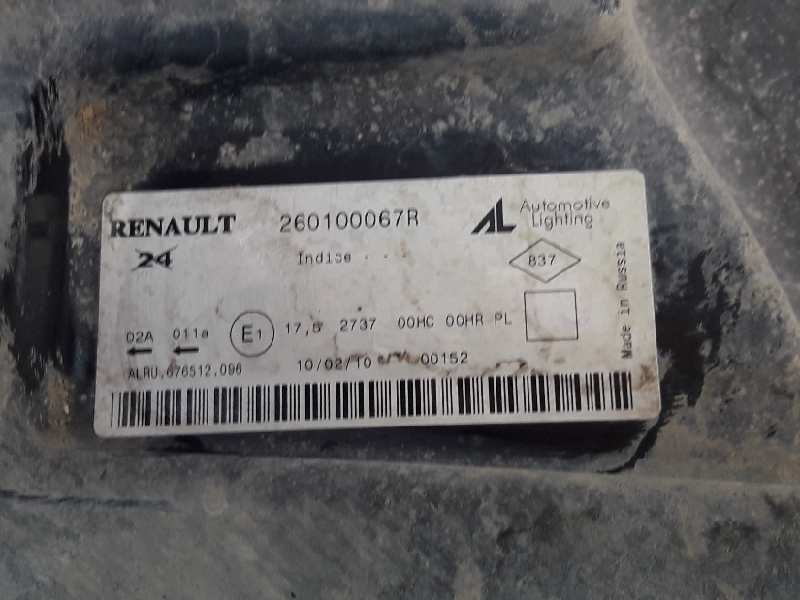 RENAULT 260100067R AL Automotive Lighting
24 Indise - - - 837
02A 011a E1 17,5 2737 00HC 00HR PL
ALRU.676512.096 10/02/10 00152
Made in Russia